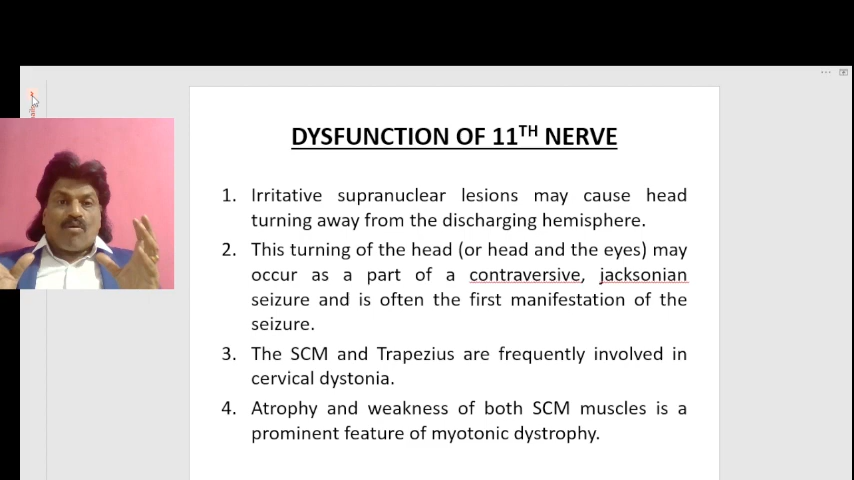 DYSFUNCTION OF 11TH NERVE
1. Irritative supranuclear lesions may cause head
turning away from the discharging hemisphere.
2. This turning of the head (or head and the eyes) may
occur as a part of a contraversive, jacksonian
seizure and is often the first manifestation of the
seizure.
3. The SCM and Trapezius are frequently involved in
cervical dystonia.
4. Atrophy and weakness of both SCM muscles is a
prominent feature of myotonic dystrophy.